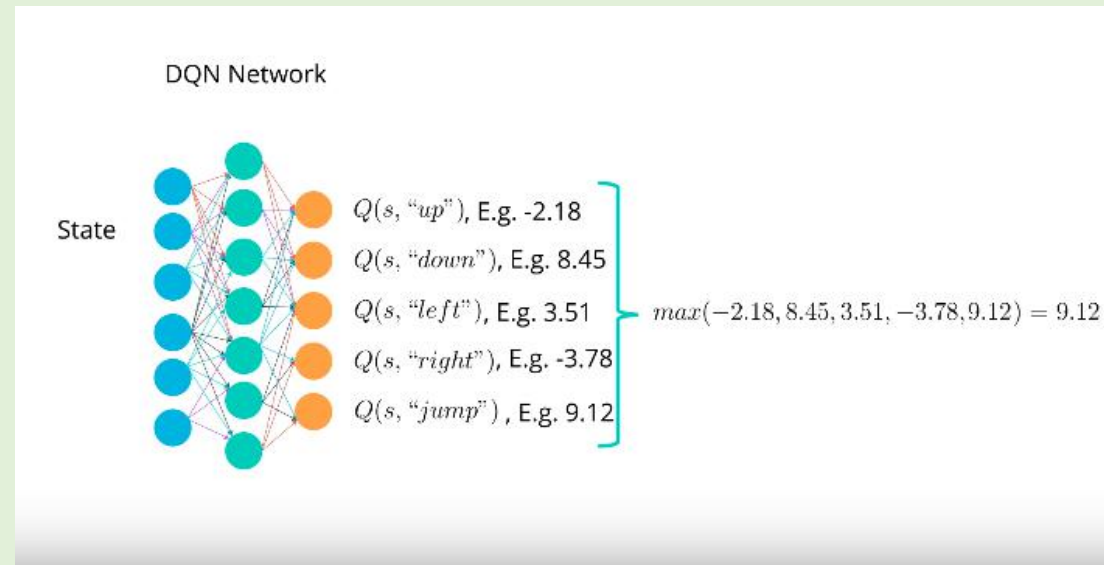 DQN Network
State
Q(s, “up”), E.g. -2.18
Q(s, “down”), E.g. 8.45
Q(s, “left”), E.g. 3.51
Q(s, “right”), E.g. -3.78
Q(s, “jump”) , E.g. 9.12
max(−2.18, 8.45, 3.51, −3.78, 9.12) = 9.12